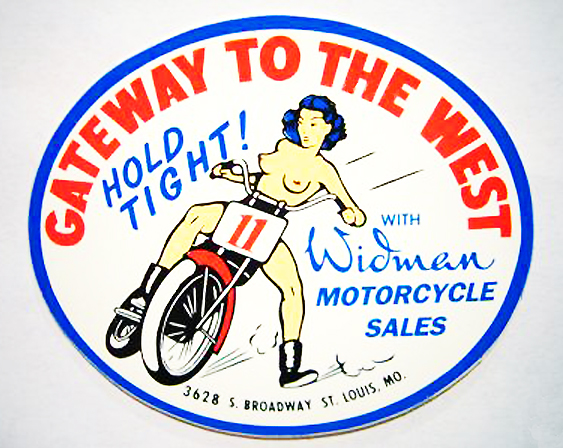 GATEWAY TO THE WEST
HOLD
TIGHT!
11
WITH
Widman
MOTORCYCLE
SALES
3628 S. BROADWAY ST. LOUIS, MO.